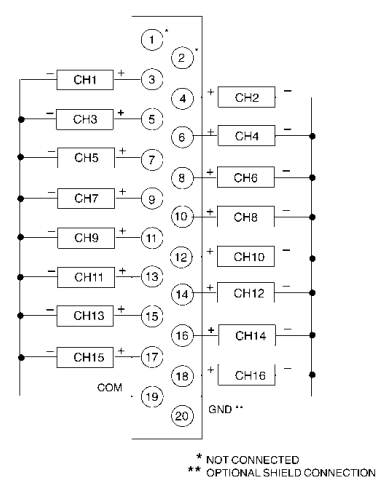 1 *
2 *
− CH1 + 3
4 + CH2 −
− CH3 + 5
6 + CH4 −
− CH5 + 7
8 + CH6 −
− CH7 + 9
10 + CH8 −
− CH9 + 11
12 + CH10 −
− CH11 + 13
14 + CH12 −
− CH13 + 15
16 + CH14 −
− CH15 + 17
18 + CH16 −
COM 19
20 GND **
* NOT CONNECTED
** OPTIONAL SHIELD CONNECTION